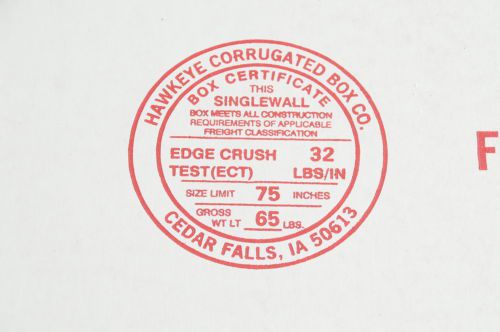 HAWKEYE CORRUGATED BOX CO.
BOX CERTIFICATE
THIS
SINGLEWALL
BOX MEETS ALL CONSTRUCTION
REQUIREMENTS OF APPLICABLE
FREIGHT CLASSIFICATION
EDGE CRUSH 32
TEST(ECT) LBS/IN
SIZE LIMIT 75 INCHES
GROSS
WT LT 65 LBS.
CEDAR FALLS, IA 50613
F